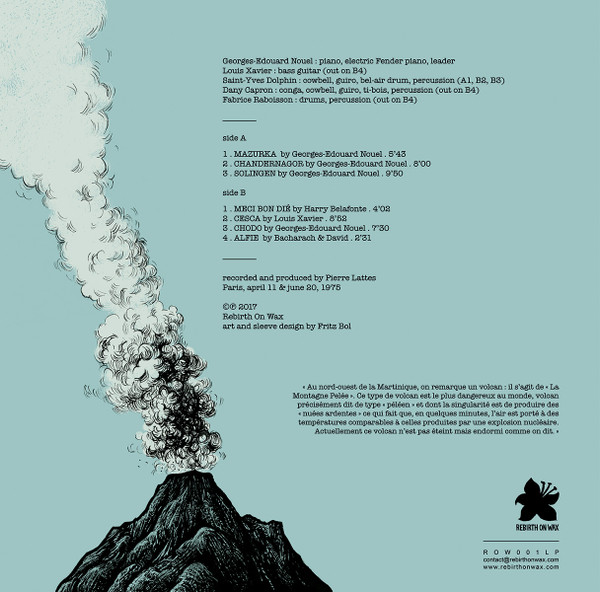 Georges-Edouard Nouel : piano, electric Fender piano, leader
Louis Xavier : bass guitar (out on B4)
Saint-Yves Dolphin : cowbell, guiro, bel-air drum, percussion (A1, B2, B3)
Dany Capron : conga, cowbell, guiro, ti-bois, percussion (out on B4)
Fabrice Raboisson : drums, percussion (out on B4)
side A
1 . MAZURKA by Georges-Edouard Nouel . 5'43
2 . CHANDERNAGOR by Georges-Edouard Nouel . 8'00
3 . SOLINGEN by Georges-Edouard Nouel . 9'50
side B
1 . MECI BON DIÉ by Harry Belafonte . 4'02
2 . CESCA by Louis Xavier . 8'52
3 . CHODO by Georges-Edouard Nouel . 7'30
4 . ALFIE by Bacharach & David . 2'31
recorded and produced by Pierre Lattes
Paris, april 11 & june 20, 1975
©℗ 2017
Rebirth On Wax
art and sleeve design by Fritz Bol
« Au nord-ouest de la Martinique, on remarque un volcan : il s'agit de « La
Montagne Pelée ». Ce type de volcan est le plus dangereux au monde, volcan
précisément dit de type « péléen » et dont la singularité est de produire des
« nuées ardentes » ce qui fait que, en quelques minutes, l'air est porté à des
températures comparables à celles produites par une explosion nucléaire.
Actuellement ce volcan n'est pas éteint mais endormi comme on dit. »
REBIRTH ON WAX
ROW001LP
contact@rebirthonwax.com
www.rebirthonwax.com